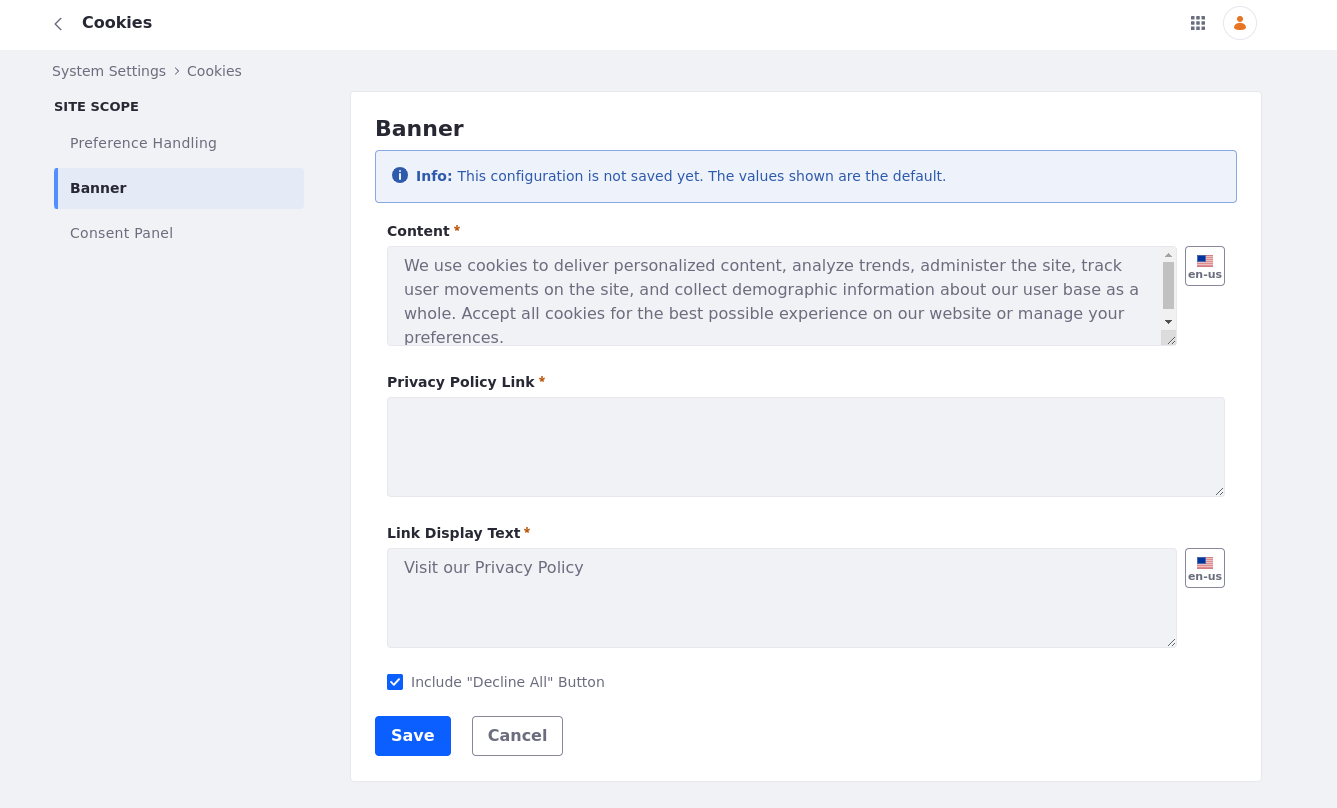 Cookies
System Settings > Cookies
SITE SCOPE
Preference Handling
Banner
Consent Panel
Banner
Info: This configuration is not saved yet. The values shown are the default.
Content *
We use cookies to deliver personalized content, analyze trends, administer the site, track
user movements on the site, and collect demographic information about our user base as a
whole. Accept all cookies for the best possible experience on our website or manage your
preferences.
en-us
Privacy Policy Link *
Link Display Text *
Visit our Privacy Policy
en-us
Include "Decline All" Button
Save Cancel